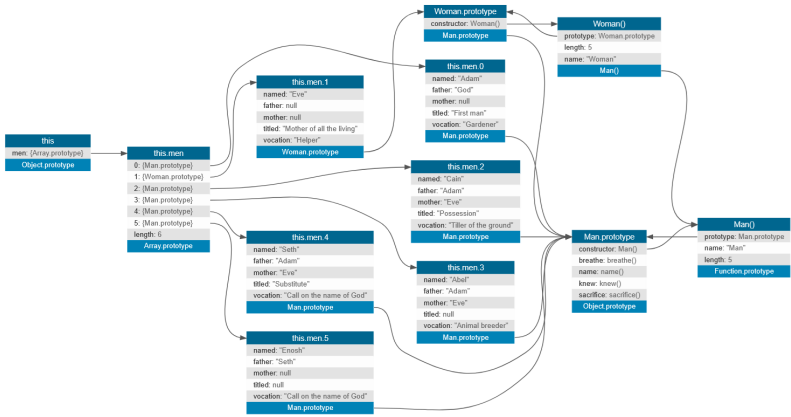 this
men: {Array.prototype}
Object.prototype
this.men
0: {Man.prototype}
1: {Woman.prototype}
2: {Man.prototype}
3: {Man.prototype}
4: {Man.prototype}
5: {Man.prototype}
length: 6
Array.prototype
this.men.1
named: "Eve"
father: null
mother: null
titled: "Mother of all the living"
vocation: "Helper"
Woman.prototype
this.men.4
named: "Seth"
father: "Adam"
mother: "Eve"
titled: "Substitute"
vocation: "Call on the name of God"
Man.prototype
this.men.5
named: "Enosh"
father: "Seth"
mother: null
titled: null
vocation: "Call on the name of God"
Man.prototype
Woman.prototype
constructor: Woman()
Man.prototype
this.men.0
named: "Adam"
father: "God"
mother: null
titled: "First man"
vocation: "Gardener"
Man.prototype
this.men.2
named: "Cain"
father: "Adam"
mother: "Eve"
titled: "Possession"
vocation: "Tiller of the ground"
Man.prototype
this.men.3
named: "Abel"
father: "Adam"
mother: "Eve"
titled: null
vocation: "Animal breeder"
Man.prototype
Woman()
prototype: Woman.prototype
length: 5
name: "Woman"
Man()
Man.prototype
constructor: Man()
breathe: breathe()
name: name()
knew: knew()
sacrifice: sacrifice()
Object.prototype
Man()
prototype: Man.prototype
name: "Man"
length: 5
Function.prototype